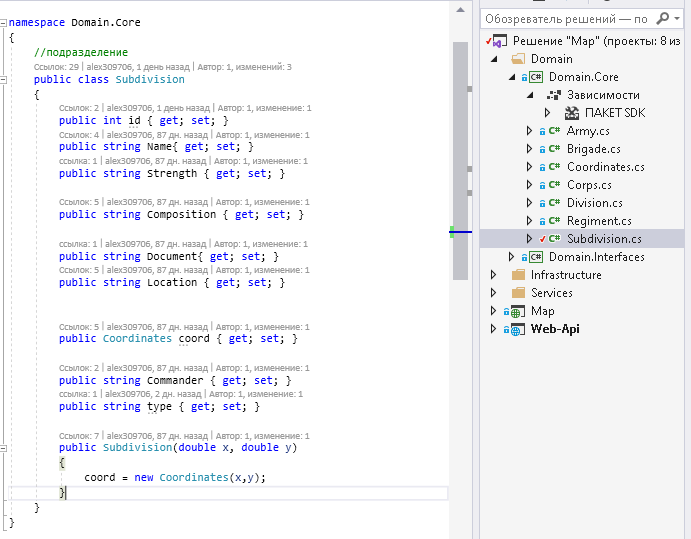 namespace Domain.Core
{
//подразделение
Ссылок: 29 | alex309706, 1 день назад | Автор: 1, изменений: 3
public class Subdivision
{
Ссылок: 2 | alex309706, 1 день назад | Автор: 1, изменение: 1
public int id { get; set; }
Ссылок: 4 | alex309706, 87 дн. назад | Автор: 1, изменение: 1
public string Name{ get; set; }
ссылка: 1 | alex309706, 87 дн. назад | Автор: 1, изменение: 1
public string Strength { get; set; }
Ссылок: 5 | alex309706, 87 дн. назад | Автор: 1, изменение: 1
public string Composition { get; set; }
ссылка: 1 | alex309706, 87 дн. назад | Автор: 1, изменение: 1
public string Document{ get; set; }
Ссылок: 5 | alex309706, 87 дн. назад | Автор: 1, изменение: 1
public string Location { get; set; }
Ссылок: 5 | alex309706, 87 дн. назад | Автор: 1, изменение: 1
public Coordinates coord { get; set; }
Ссылок: 2 | alex309706, 87 дн. назад | Автор: 1, изменение: 1
public string Commander { get; set; }
ссылка: 1 | alex309706, 2 дн. назад | Автор: 1, изменение: 1
public string type { get; set; }
Ссылок: 7 | alex309706, 87 дн. назад | Автор: 1, изменение: 1
public Subdivision(double x, double y)
{
coord = new Coordinates(x,y);
}
}
}
Обозреватель решений — по
Решение "Map" (проекты: 8 из
Domain
C# Domain.Core
Зависимости
ПАКЕТ SDK
C# Army.cs
C# Brigade.cs
C# Coordinates.cs
C# Corps.cs
C# Division.cs
C# Regiment.cs
C# Subdivision.cs
C# Domain.Interfaces
Infrastructure
Services
Map
Web-Api